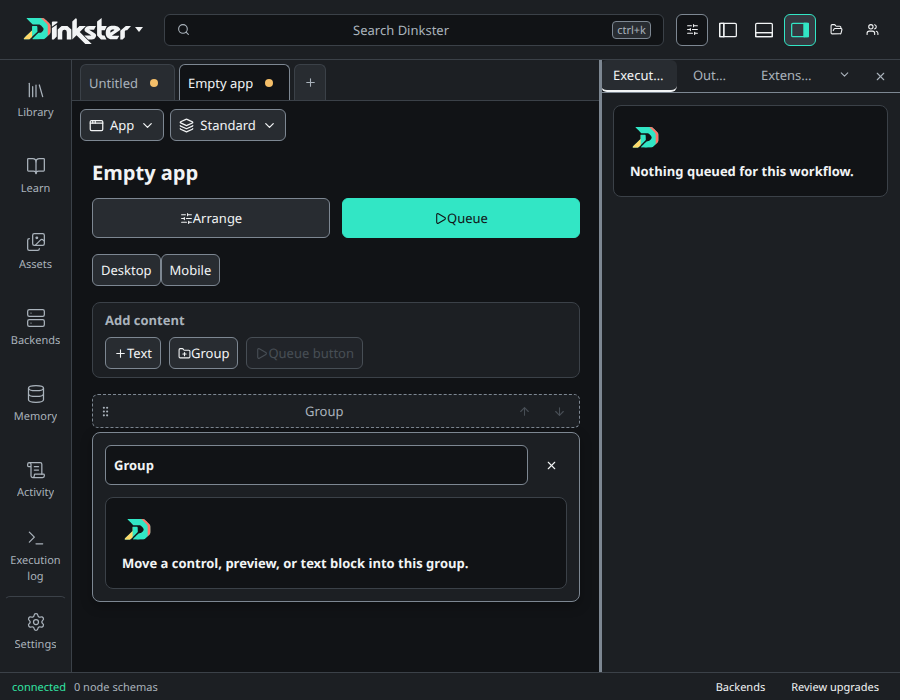 Dinkster
Search Dinkster
ctrl+k
Library
Learn
Assets
Backends
Memory
Activity
Execution
log
Settings
Untitled
Empty app
App
Standard
Empty app
Arrange
Queue
Desktop
Mobile
Add content
Text
Group
Queue button
Group
Group
Move a control, preview, or text block into this group.
Execut...
Out...
Extens...
Nothing queued for this workflow.
connected
0 node schemas
Backends
Review upgrades